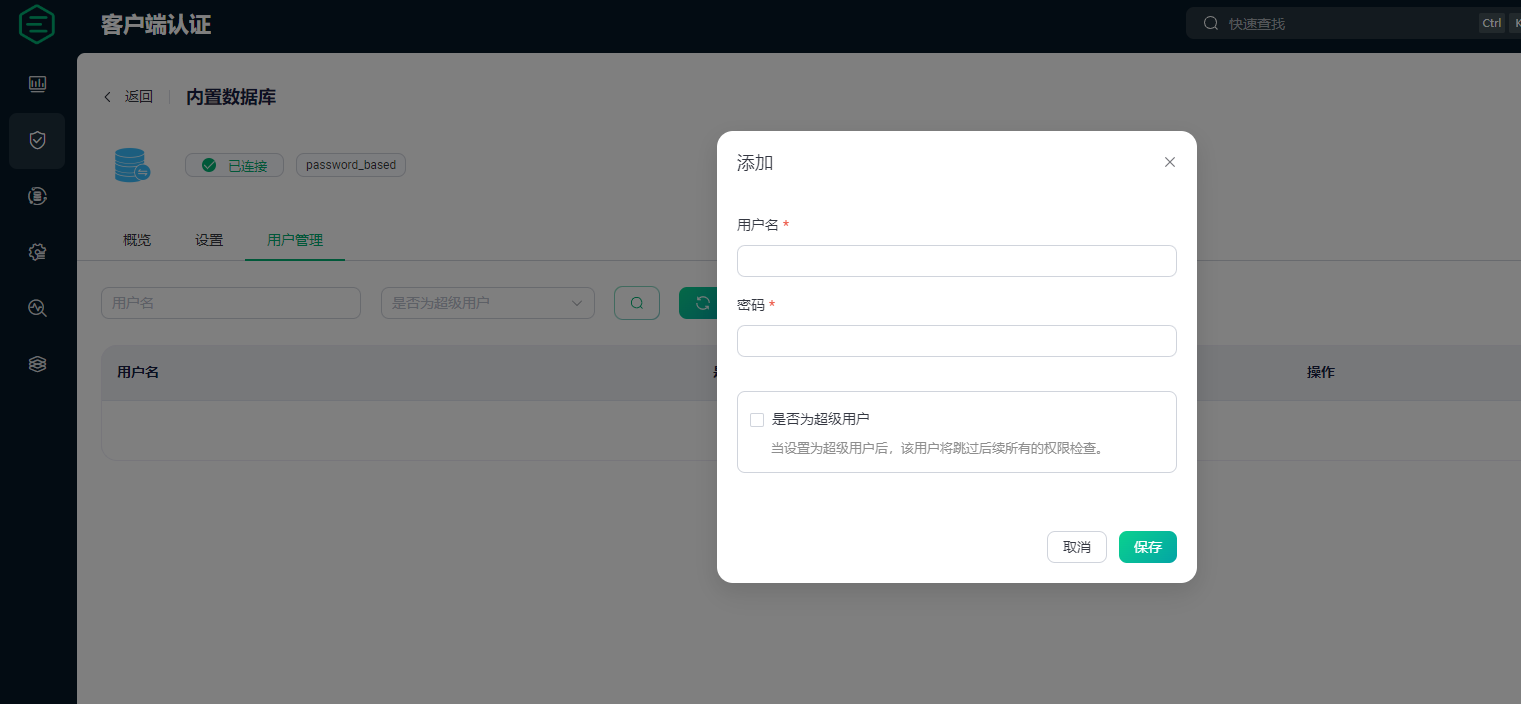 客户端认证
快速查找
Ctrl
K
返回
内置数据库
已连接
password_based
概览
设置
用户管理
用户名
是否为超级用户
用户名
操作
添加
用户名 *
密码 *
是否为超级用户
当设置为超级用户后，该用户将跳过后续所有的权限检查。
取消
保存